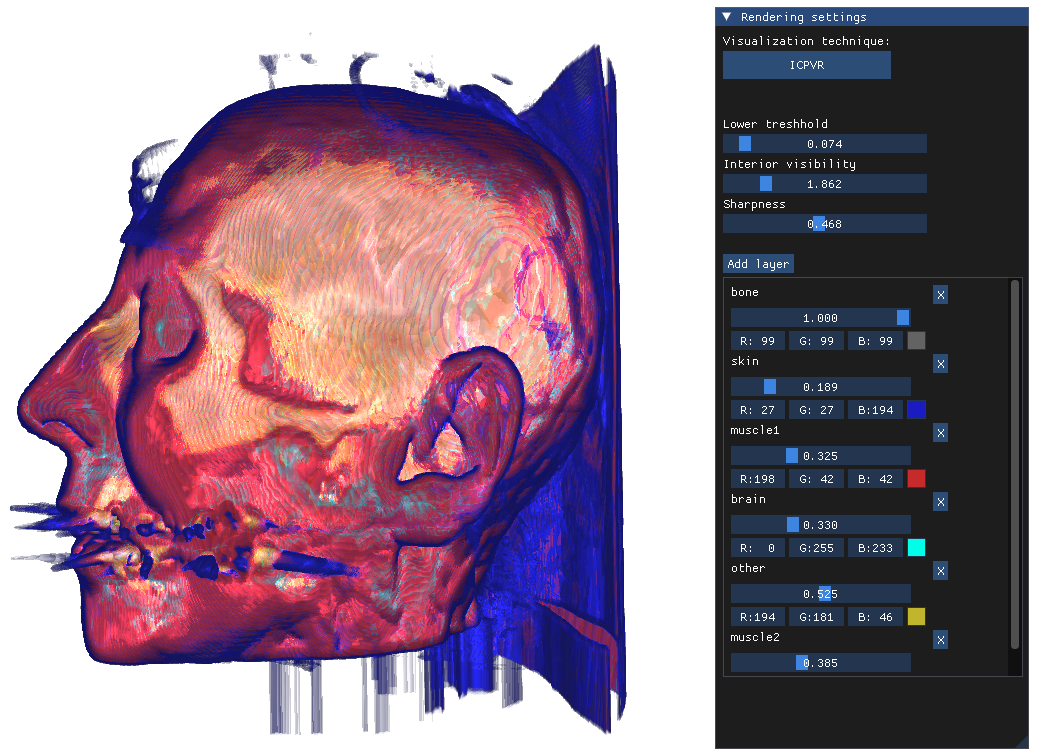 Rendering settings
Visualization technique:
ICPVR
Lower treshhold
0.074
Interior visibility
1.862
Sharpness
0.468
Add layer
bone X
1.000
R: 99 G: 99 B: 99
skin X
0.189
R: 27 G: 27 B:194
muscle1 X
0.325
R:198 G: 42 B: 42
brain X
0.330
R: 0 G:255 B:233
other X
0.525
R:194 G:181 B: 46
muscle2 X
0.385